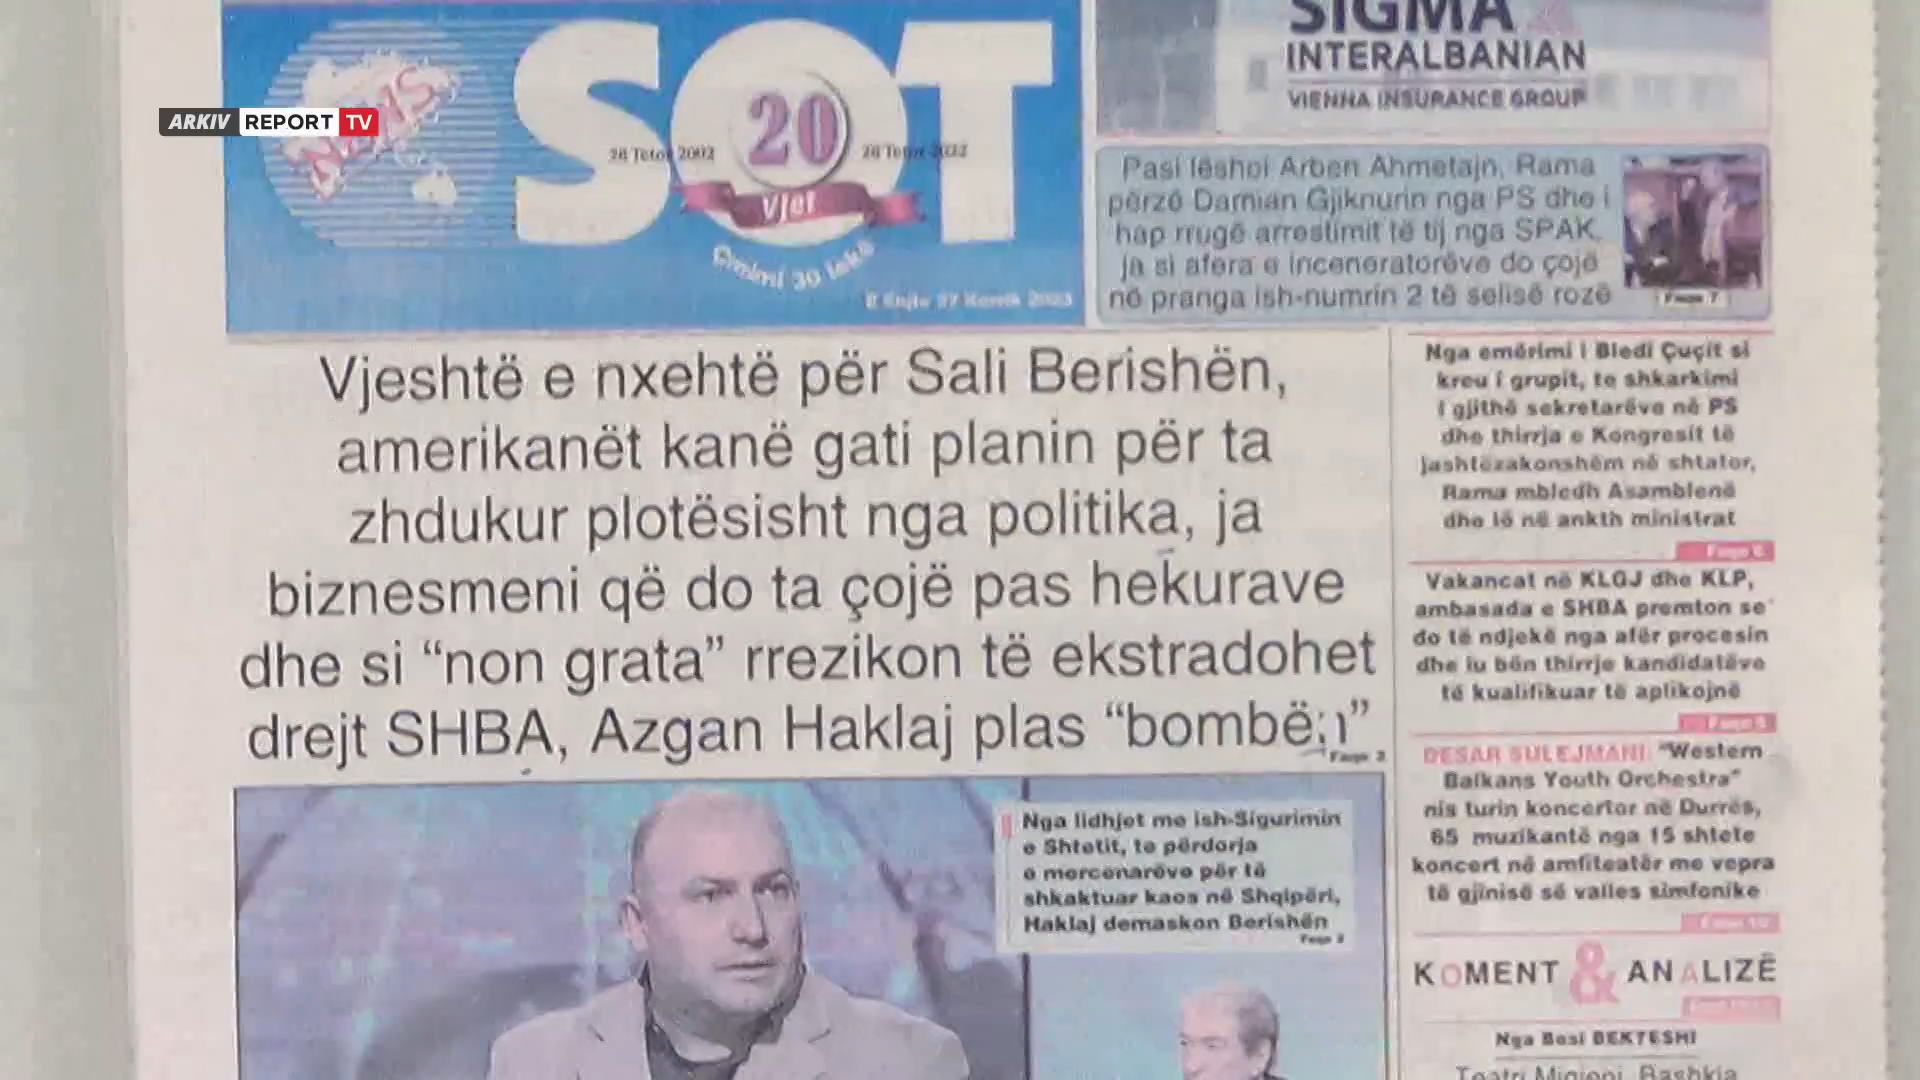 ARKIV REPORT TV
NEWS
SOT
20
Vjet
28 Tetor 2002
Çmimi 30 lekë
SIGMA
INTERALBANIAN
VIENNA INSURANCE GROUP
Pasi lëshoi Arben Ahmetajn, Rama
përzë Damian Gjiknurin nga PS dhe i
hap rrugë arrestimit të tij nga SPAK,
ja si afera e inceneratorëve do çojë
në pranga ish-numrin 2 të selisë rozë
Faqe 7
Vjeshtë e nxehtë për Sali Berishën,
amerikanët kanë gati planin për ta
zhdukur plotësisht nga politika, ja
biznesmeni që do ta çojë pas hekurave
dhe si “non grata” rrezikon të ekstradohet
drejt SHBA, Azgan Haklaj plas
Nga lidhjet me ish-Sigurimin
e Shtetit, te përdorja
e mercenarëve për të
shkaktuar kaos në Shqipëri,
Haklaj demaskon Berishën
Nga emërimi i Bledi Çuçit si
kreu i grupit, te shkarkimi
i gjithë sekretarëve në PS
dhe thirrja e Kongresit të
jashtëzakonshëm në shtator,
Rama mbledh Asamblenë
dhe lë në ankth ministrat
Vakancat në KLGJ dhe KLP,
ambasada e SHBA premton se
do të ndjekë nga afër procesin
dhe iu bën thirrje kandidatëve
të kualifikuar të aplikojnë
DESAR SULEJMANI: “Western
Balkans Youth Orchestra”
nis turin koncertor në Durrës,
65 muzikantë nga 15 shtete
koncert në amfiteatër me vepra
të gjinisë së valles simfonike
KOMENT & ANALIZË
Nga Besi BEKTESHI
Teatri Migjeni, Bashkia